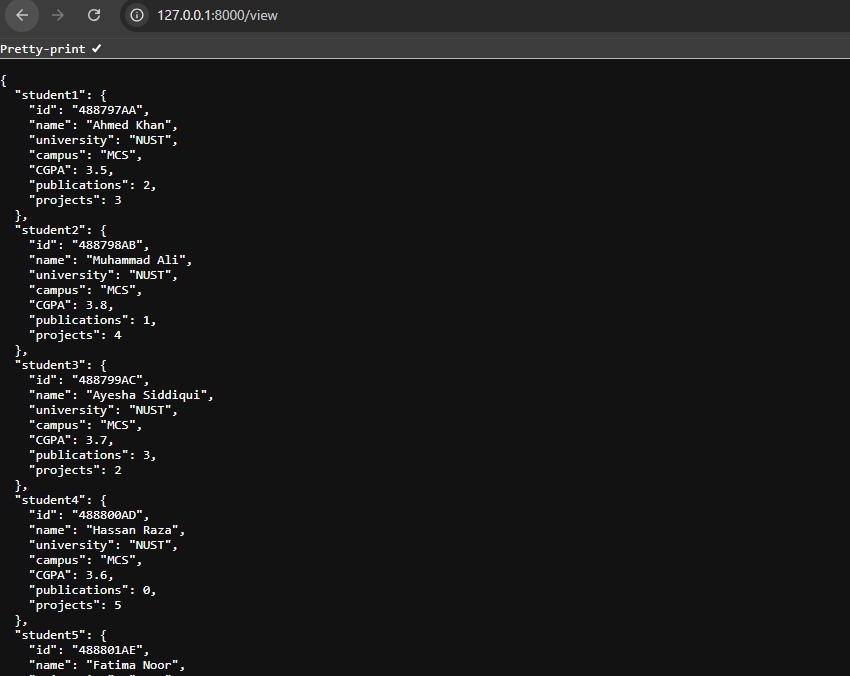 127.0.0.1:8000/view
Pretty-print ✔
{
  "student1": {
    "id": "488797AA",
    "name": "Ahmed Khan",
    "university": "NUST",
    "campus": "MCS",
    "CGPA": 3.5,
    "publications": 2,
    "projects": 3
  },
  "student2": {
    "id": "488798AB",
    "name": "Muhammad Ali",
    "university": "NUST",
    "campus": "MCS",
    "CGPA": 3.8,
    "publications": 1,
    "projects": 4
  },
  "student3": {
    "id": "488799AC",
    "name": "Ayesha Siddiqui",
    "university": "NUST",
    "campus": "MCS",
    "CGPA": 3.7,
    "publications": 3,
    "projects": 2
  },
  "student4": {
    "id": "488800AD",
    "name": "Hassan Raza",
    "university": "NUST",
    "campus": "MCS",
    "CGPA": 3.6,
    "publications": 0,
    "projects": 5
  },
  "student5": {
    "id": "488801AE",
    "name": "Fatima Noor",